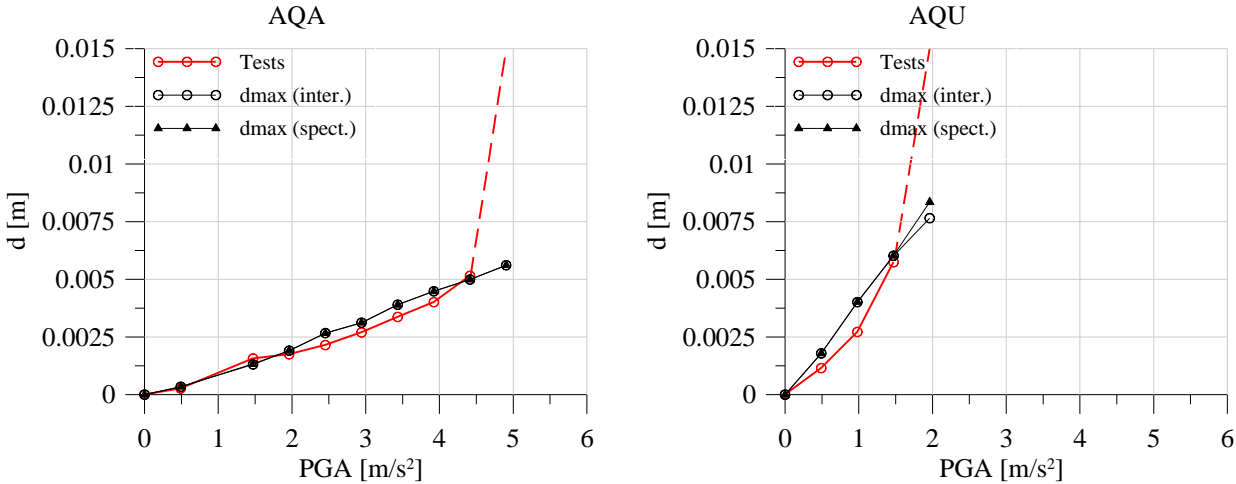 AQA
0.015
0.0125
0.01
0.0075
0.005
0.0025
0
d [m]
Tests
dmax (inter.)
dmax (spect.)
0 1 2 3 4 5 6
PGA [m/s²]
AQU
0.015
0.0125
0.01
0.0075
0.005
0.0025
0
d [m]
Tests
dmax (inter.)
dmax (spect.)
0 1 2 3 4 5 6
PGA [m/s²]